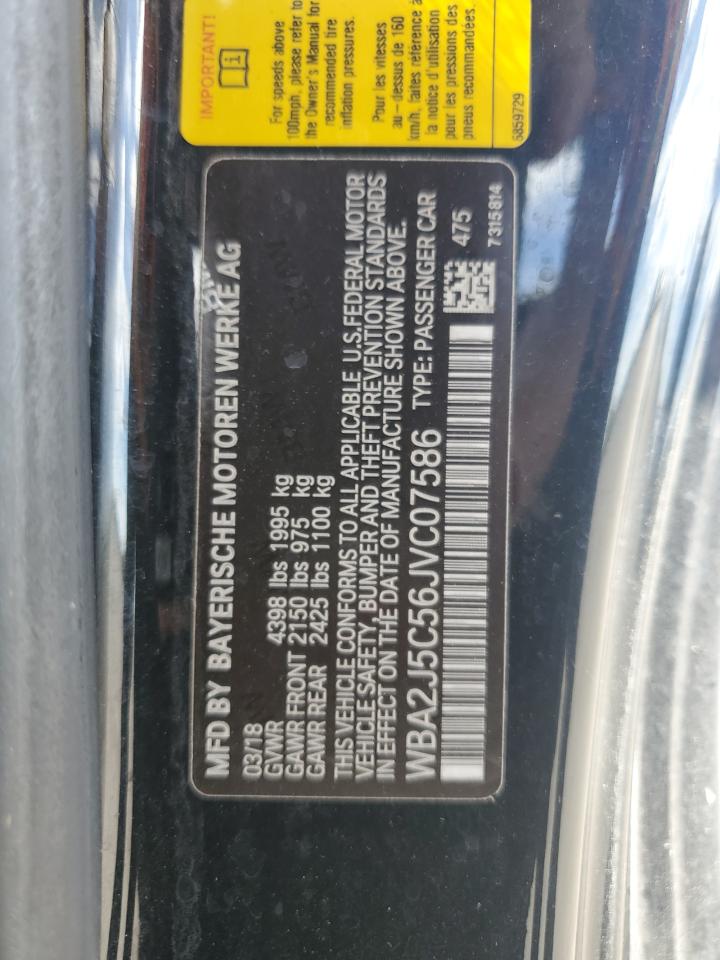 MFD BY BAYERISCHE MOTOREN WERKE AG
03/18
GVWR 4398 lbs 1995 kg
GAWR FRONT 2150 lbs 975 kg
GAWR REAR 2425 lbs 1100 kg
THIS VEHICLE CONFORMS TO ALL APPLICABLE U.S.FEDERAL MOTOR
VEHICLE SAFETY, BUMPER AND THEFT PREVENTION STANDARDS
IN EFFECT ON THE DATE OF MANUFACTURE SHOWN ABOVE.
WBA2J5C56JVC07586 TYPE: PASSENGER CAR
475
7315814
IMPORTANT!
For speeds above
100mph, please refer to
the Owner's Manual for
recommended tire
inflation pressures.
Pour les vitesses
au-dessus de 160
km/h, faites référence à
la notice d'utilisation
pour les pressions des
pneus recommandées.
6859729